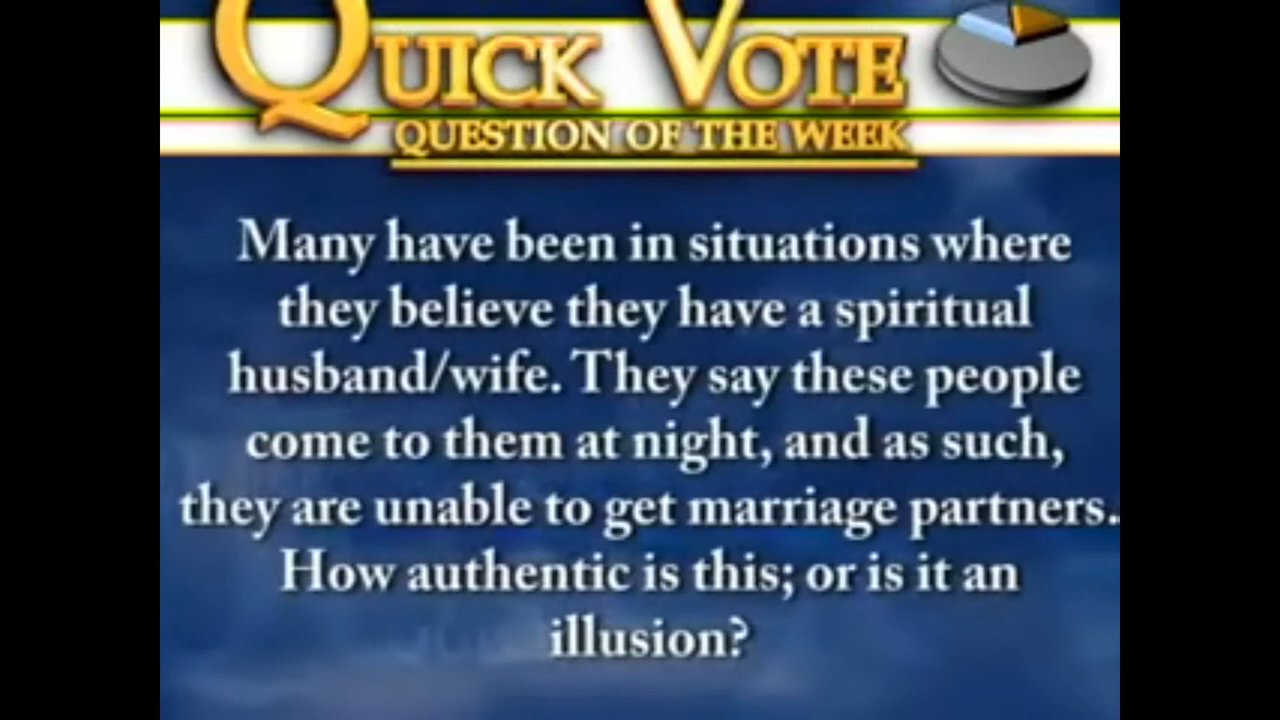 QUICK VOTE
QUESTION OF THE WEEK
Many have been in situations where
they believe they have a spiritual
husband/wife. They say these people
come to them at night, and as such,
they are unable to get marriage partners.
How authentic is this; or is it an
illusion?